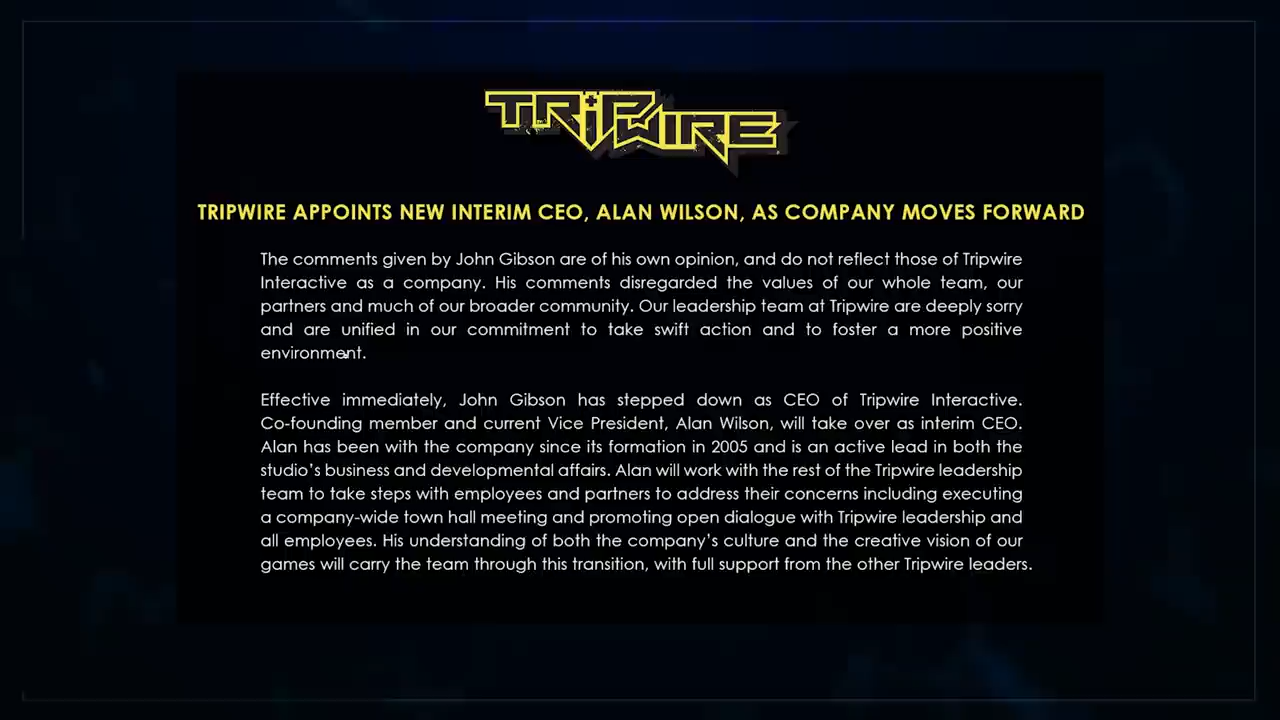 TRIPWIRE
TRIPWIRE APPOINTS NEW INTERIM CEO, ALAN WILSON, AS COMPANY MOVES FORWARD
The comments given by John Gibson are of his own opinion, and do not reflect those of Tripwire
Interactive as a company. His comments disregarded the values of our whole team, our
partners and much of our broader community. Our leadership team at Tripwire are deeply sorry
and are unified in our commitment to take swift action and to foster a more positive
environment.
Effective immediately, John Gibson has stepped down as CEO of Tripwire Interactive.
Co-founding member and current Vice President, Alan Wilson, will take over as interim CEO.
Alan has been with the company since its formation in 2005 and is an active lead in both the
studio's business and developmental affairs. Alan will work with the rest of the Tripwire leadership
team to take steps with employees and partners to address their concerns including executing
a company-wide town hall meeting and promoting open dialogue with Tripwire leadership and
all employees. His understanding of both the company's culture and the creative vision of our
games will carry the team through this transition, with full support from the other Tripwire leaders.